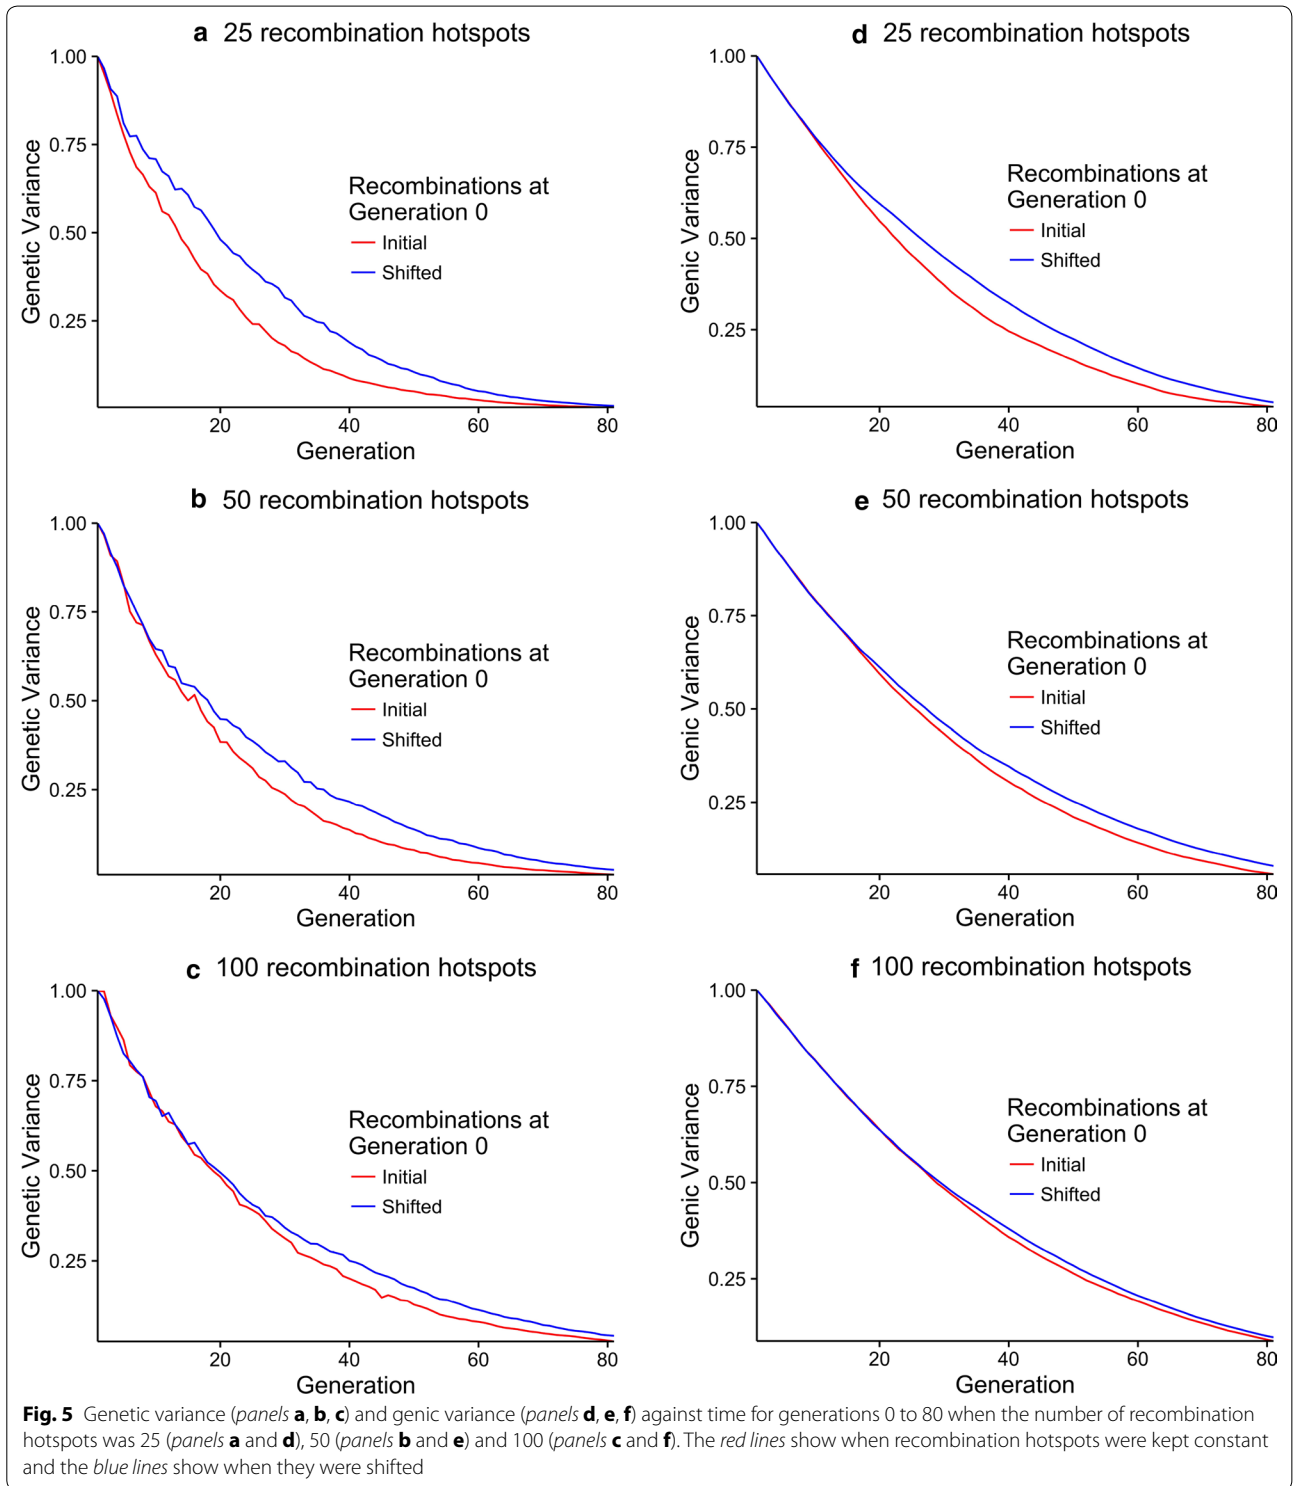 a 25 recombination hotspots
Genetic Variance
1.00
0.75
0.50
0.25
Recombinations at
Generation 0
Initial
Shifted
20 40 60 80
Generation
d 25 recombination hotspots
Genic Variance
1.00
0.75
0.50
0.25
Recombinations at
Generation 0
Initial
Shifted
20 40 60 80
Generation
b 50 recombination hotspots
Genetic Variance
1.00
0.75
0.50
0.25
Recombinations at
Generation 0
Initial
Shifted
20 40 60 80
Generation
e 50 recombination hotspots
Genic Variance
1.00
0.75
0.50
0.25
Recombinations at
Generation 0
Initial
Shifted
20 40 60 80
Generation
c 100 recombination hotspots
Genetic Variance
1.00
0.75
0.50
0.25
Recombinations at
Generation 0
Initial
Shifted
20 40 60 80
Generation
f 100 recombination hotspots
Genic Variance
1.00
0.75
0.50
0.25
Recombinations at
Generation 0
Initial
Shifted
20 40 60 80
Generation
Fig. 5 Genetic variance (panels a, b, c) and genic variance (panels d, e, f) against time for generations 0 to 80 when the number of recombination
hotspots was 25 (panels a and d), 50 (panels b and e) and 100 (panels c and f). The red lines show when recombination hotspots were kept constant
and the blue lines show when they were shifted